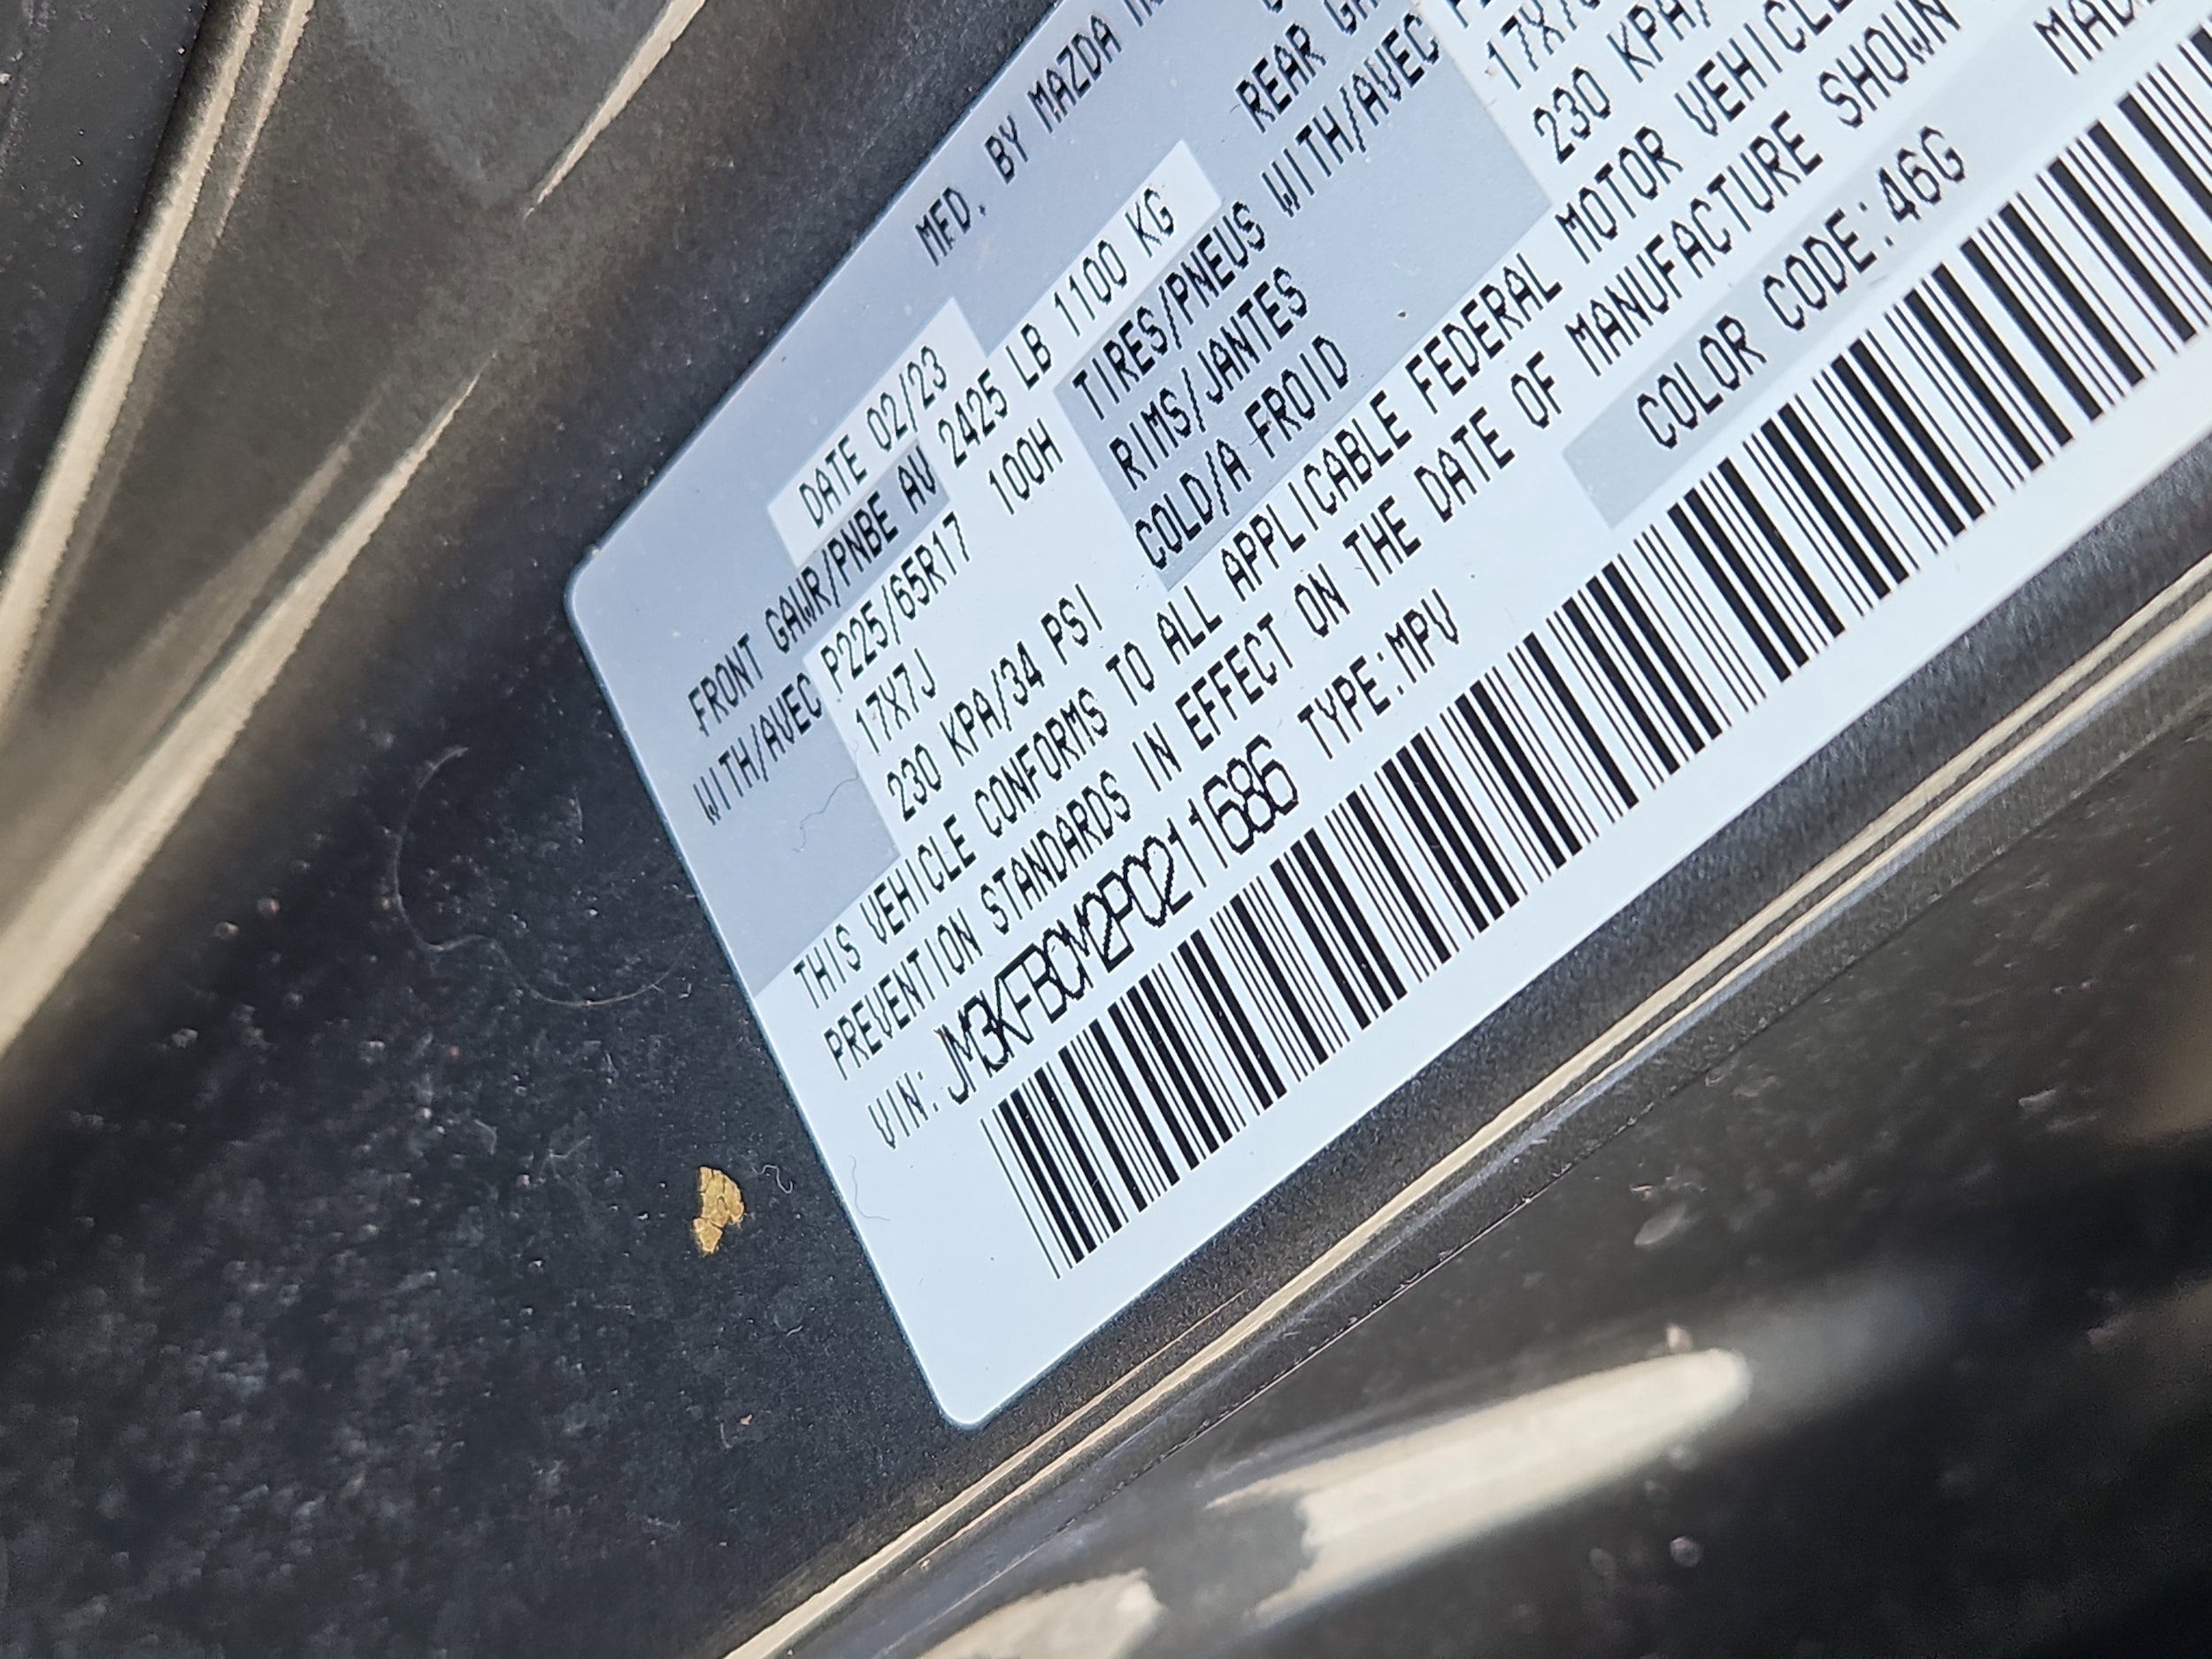 MFD. BY MAZDA
DATE 02/23
FRONT GAWR/PNBE AV 2425 LB 1100 KG REAR
WITH/AVEC P225/65R17 100H TIRES/PNEUS WITH/AVEC
17X7J RIMS/JANTES
230 KPA/34 PSI COLD/A FROID 230 KPA/
THIS VEHICLE CONFORMS TO ALL APPLICABLE FEDERAL MOTOR VEHICLE
PREVENTION STANDARDS IN EFFECT ON THE DATE OF MANUFACTURE SHOWN
VIN: JM3KFBCM2P0211686 TYPE:MPV COLOR CODE:46G